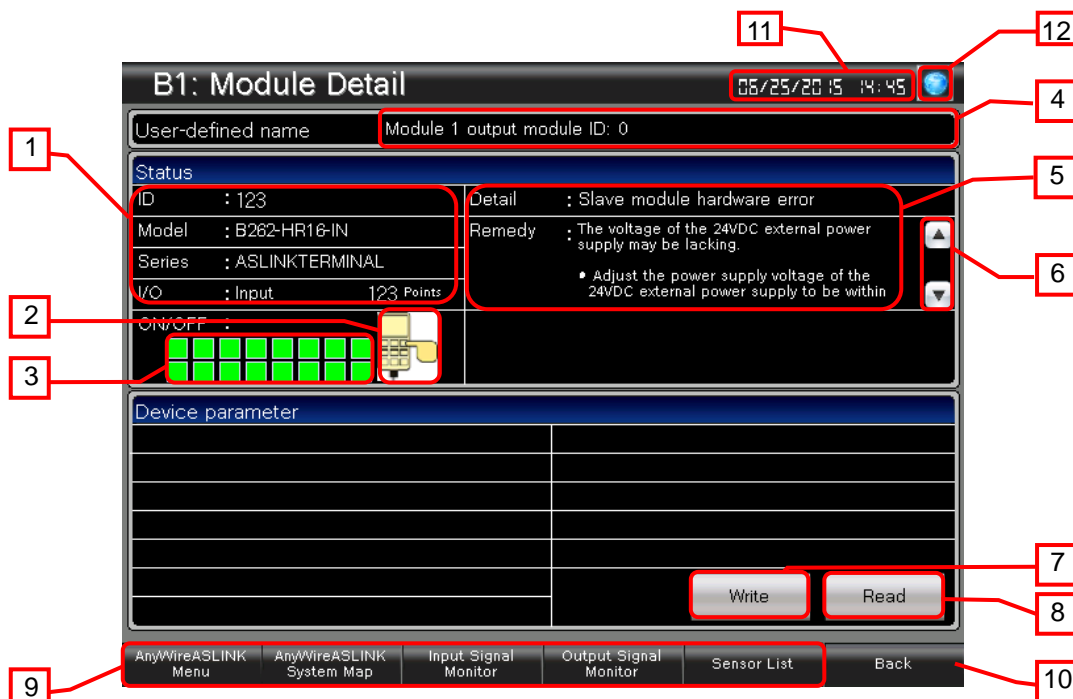 11
12
B1: Module Detail
06/25/2015 14:45
4
User-defined name
Module 1 output module ID: 0
1
Status
5
ID : 123
Detail : Slave module hardware error
Model : B262-HR16-IN
Remedy : The voltage of the 24VDC external power
supply may be lacking.
Series : ASLINKTERMINAL
• Adjust the power supply voltage of the
24VDC external power supply to be within
6
I/O : Input 123 Points
2
ON/OFF :
3
Device parameter
7
Write
Read
8
AnyWireASLINK
Menu
AnyWireASLINK
System Map
Input Signal
Monitor
Output Signal
Monitor
Sensor List
Back
9
10